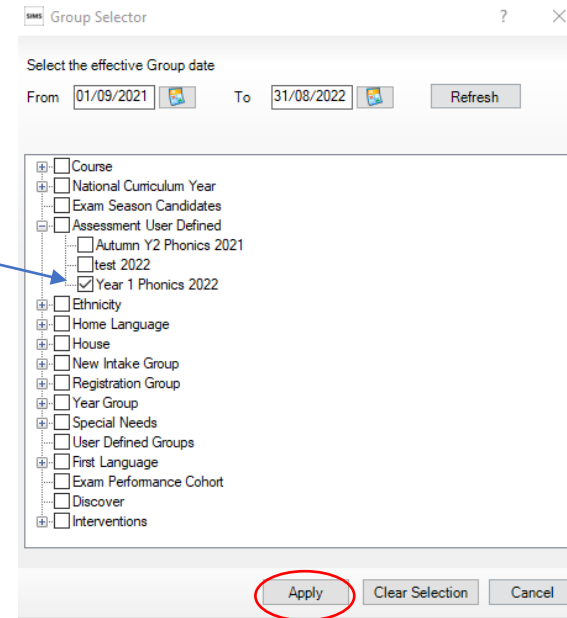 SIMS Group Selector ? ×
Select the effective Group date
From 01/09/2021 To 31/08/2022 Refresh
Course
National Curriculum Year
Exam Season Candidates
Assessment User Defined
Autumn Y2 Phonics 2021
test 2022
Year 1 Phonics 2022
Ethnicity
Home Language
House
New Intake Group
Registration Group
Year Group
Special Needs
User Defined Groups
First Language
Exam Performance Cohort
Discover
Interventions
Apply Clear Selection Cancel